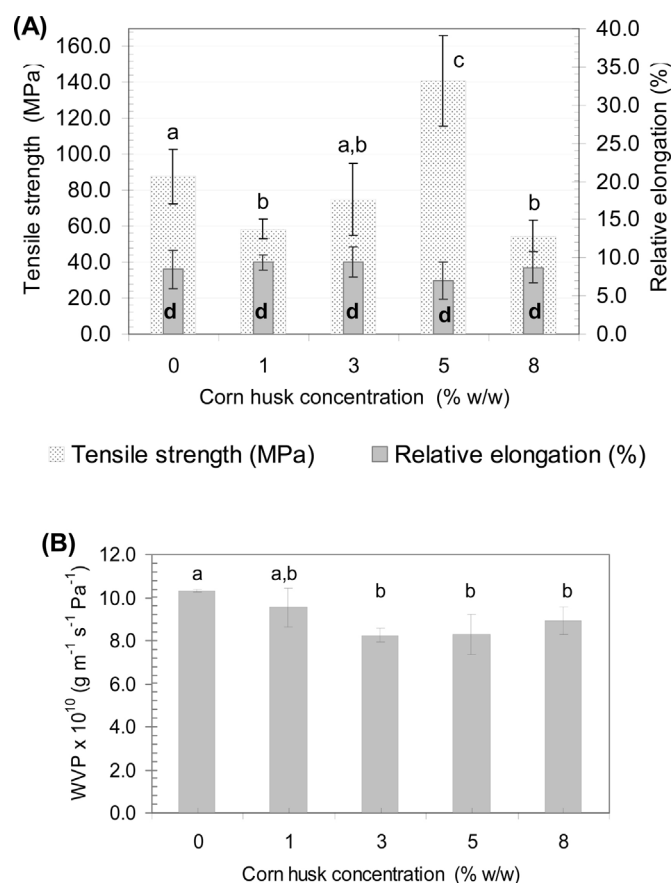 (A)
160.0
140.0
120.0
100.0
80.0
60.0
40.0
20.0
0.0
Tensile strength (MPa)
40.0
35.0
30.0
25.0
20.0
15.0
10.0
5.0
0.0
Relative elongation (%)
a b a,b c b
d d d d d
0 1 3 5 8
Corn husk concentration (% w/w)
Tensile strength (MPa) Relative elongation (%)
(B)
12.0
10.0
8.0
6.0
4.0
2.0
0.0
WVP x 10¹⁰ (g m⁻¹ s⁻¹ Pa⁻¹)
a a,b b b b
0 1 3 5 8
Corn husk concentration (% w/w)